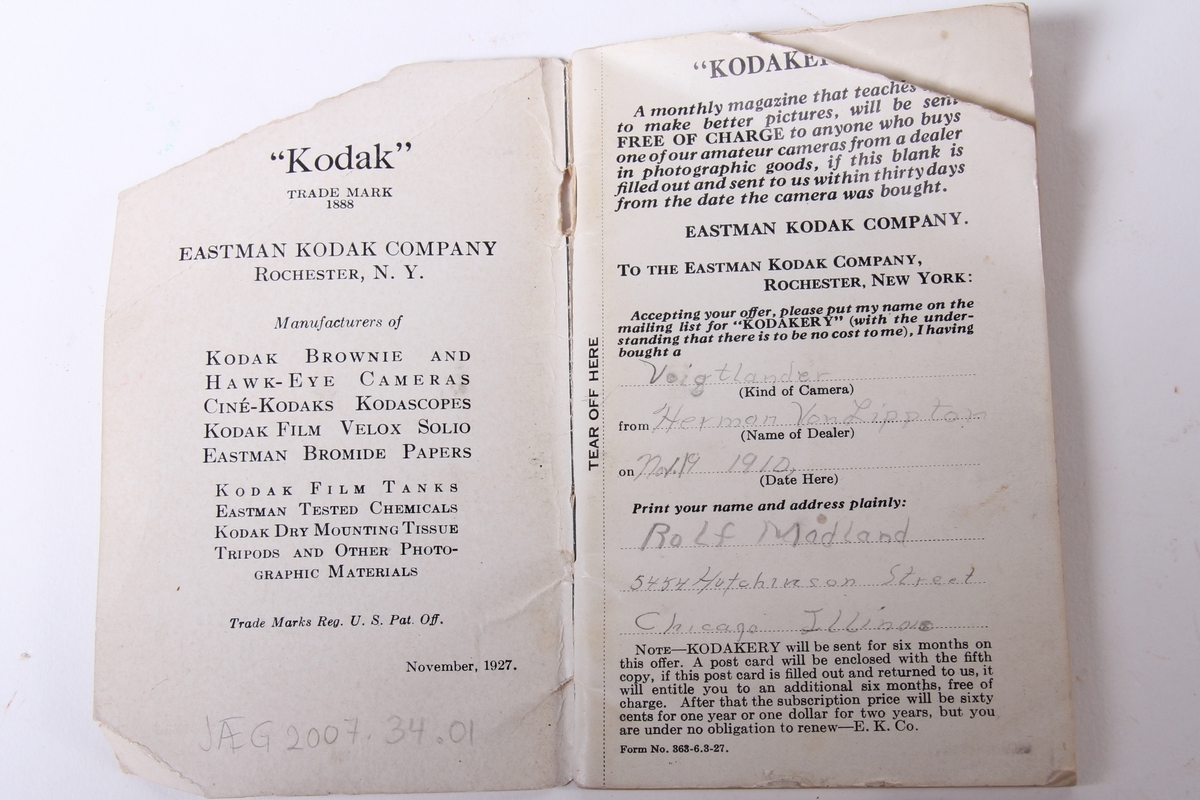 "Kodak"
TRADE MARK
1888
EASTMAN KODAK COMPANY
ROCHESTER, N. Y.
Manufacturers of
KODAK BROWNIE AND
HAWK-EYE CAMERAS
CINÉ-KODAKS KODASCOPES
KODAK FILM VELOX SOLIO
EASTMAN BROMIDE PAPERS
KODAK FILM TANKS
EASTMAN TESTED CHEMICALS
KODAK DRY MOUNTING TISSUE
TRIPODS AND OTHER PHOTO-
GRAPHIC MATERIALS
Trade Marks Reg. U. S. Pat. Off.
November, 1927.
JÆG 2007.34.01
TEAR OFF HERE
"KODAKER
A monthly magazine that teaches
to make better pictures, will be sent
FREE OF CHARGE to anyone who buys
one of our amateur cameras from a dealer
in photographic goods, if this blank is
filled out and sent to us within thirty days
from the date the camera was bought.
EASTMAN KODAK COMPANY.
TO THE EASTMAN KODAK COMPANY,
ROCHESTER, NEW YORK:
Accepting your offer, please put my name on the
mailing list for "KODAKERY" (with the under-
standing that there is to be no cost to me), I having
bought a
Voigtlander
(Kind of Camera)
from Herman Von Lippton
(Name of Dealer)
on Nov. 19 1910
(Date Here)
Print your name and address plainly:
Rolf Modland
5454 Hutchinson Street
Chicago Illinois
NOTE—KODAKERY will be sent for six months on
this offer. A post card will be enclosed with the fifth
copy, if this post card is filled out and returned to us, it
will entitle you to an additional six months, free of
charge. After that the subscription price will be sixty
cents for one year or one dollar for two years, but you
are under no obligation to renew—E. K. Co.
Form No. 363-6.3-27.